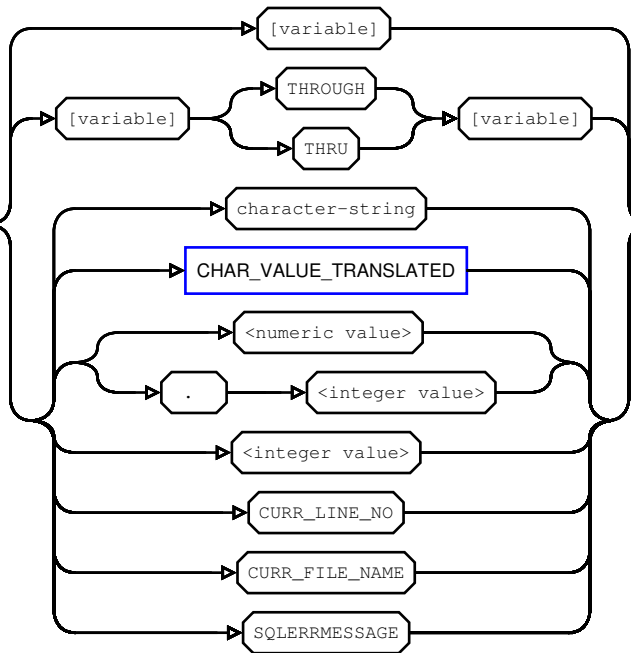 [variable]
THROUGH
[variable] [variable]
THRU
character-string
CHAR_VALUE_TRANSLATED
<numeric value>
. <integer value>
<integer value>
CURR_LINE_NO
CURR_FILE_NAME
SQLERRMESSAGE